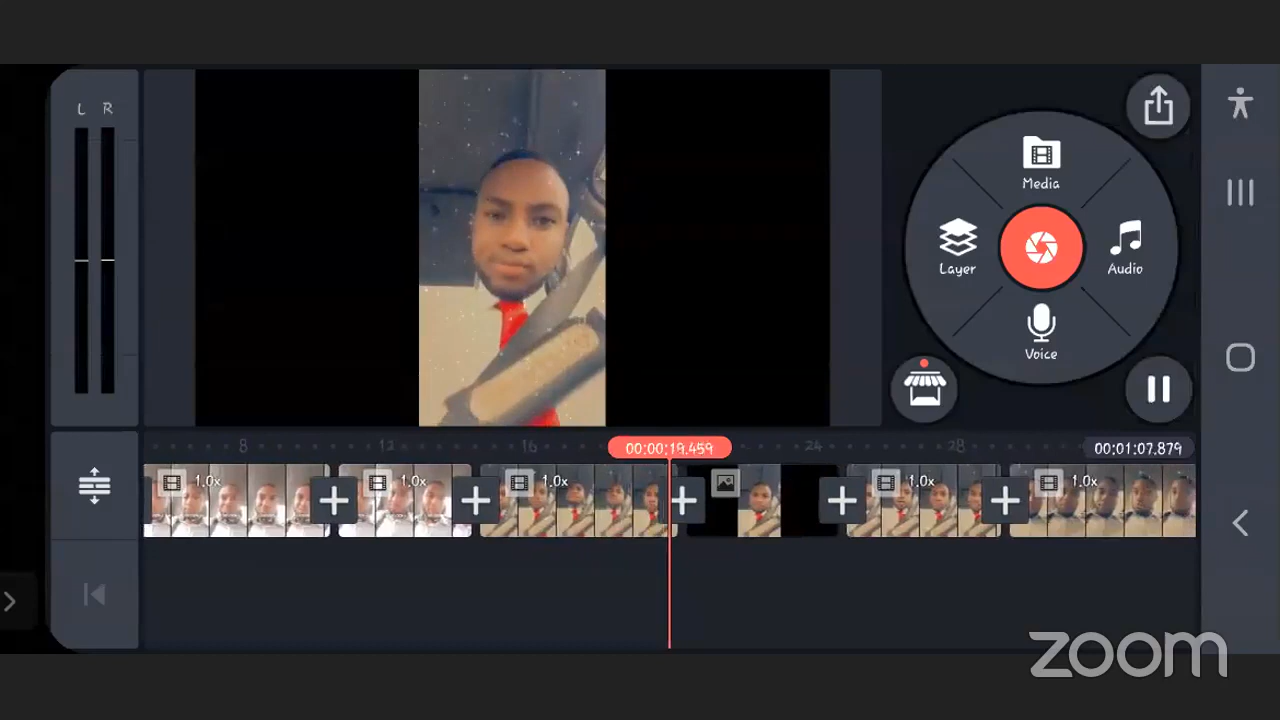 L R
Media
Layer
Audio
Voice
8 12 16 00:00:19.459 24 28 00:01:07.879
1.0x 1.0x 1.0x 1.0x 1.0x
zoom